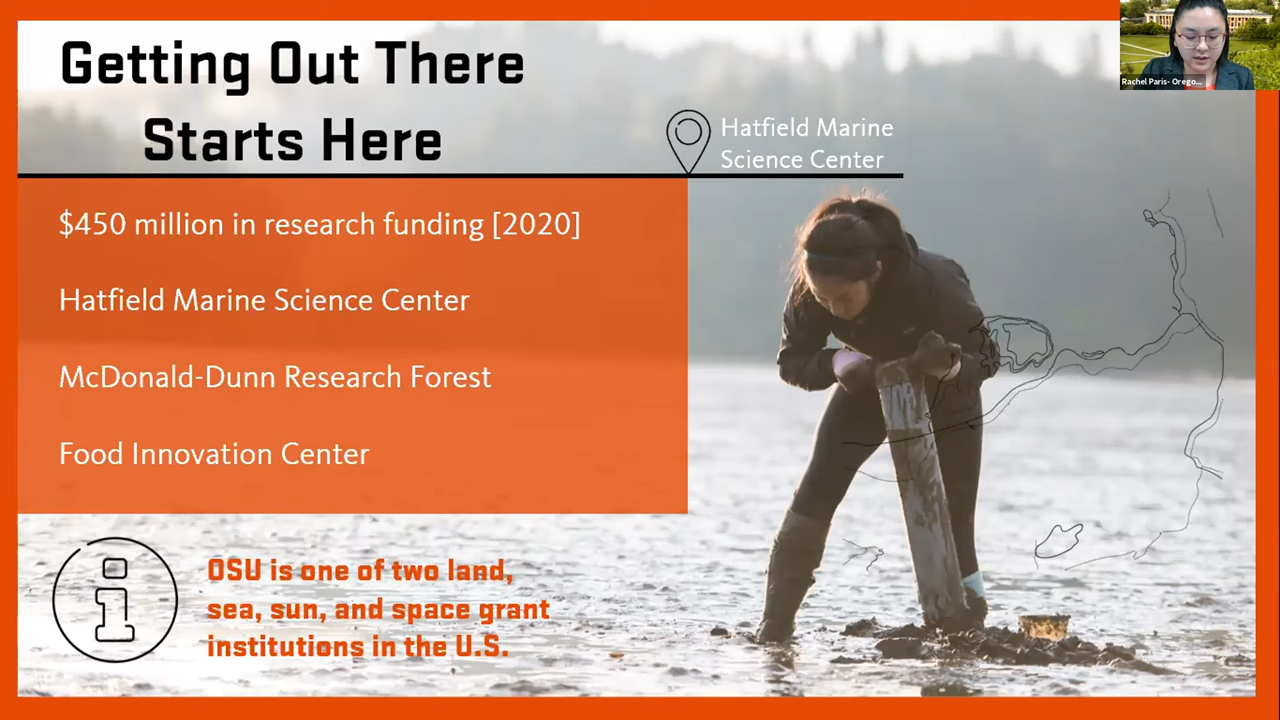 Getting Out There
Starts Here
Hatfield Marine
Science Center
$450 million in research funding [2020]
Hatfield Marine Science Center
McDonald-Dunn Research Forest
Food Innovation Center
OSU is one of two land,
sea, sun, and space grant
institutions in the U.S.
Rachel Paris- Orego...